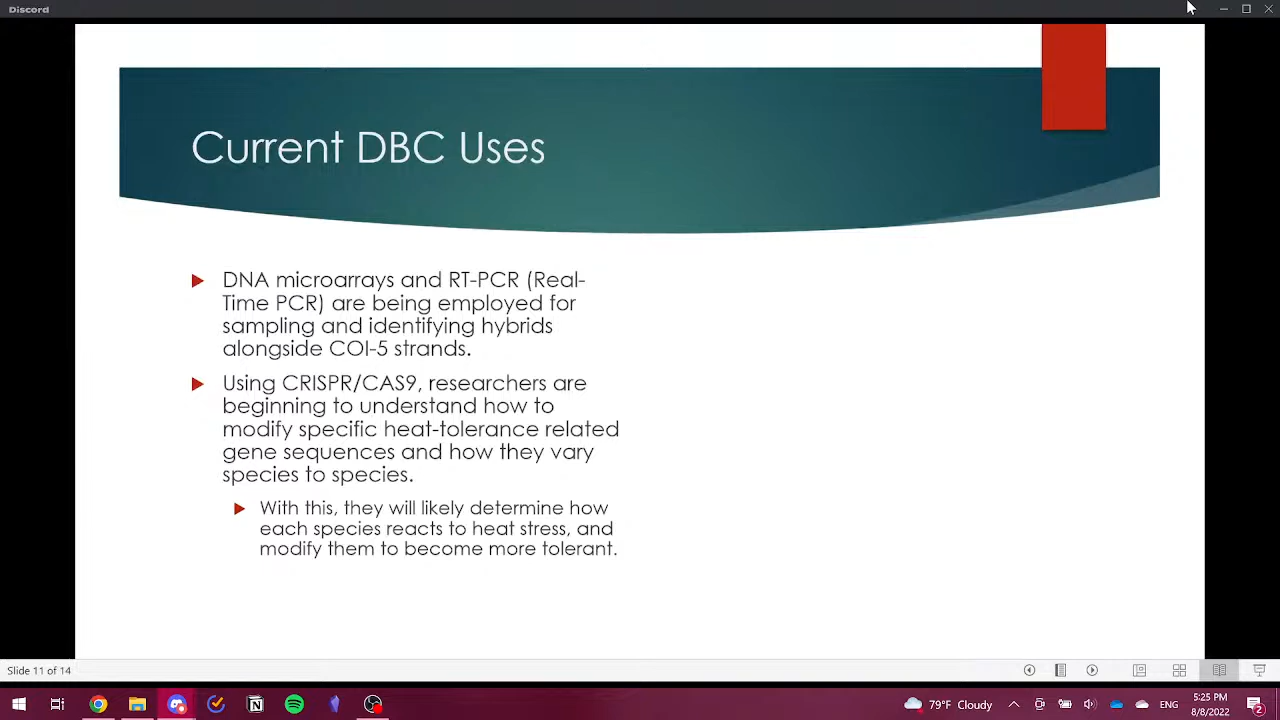 Discord
Current DBC Uses
DNA microarrays and RT-PCR (Real-
Time PCR) are being employed for
sampling and identifying hybrids
alongside COI-5 strands.
Using CRISPR/CAS9, researchers are
beginning to understand how to
modify specific heat-tolerance related
gene sequences and how they vary
species to species.
With this, they will likely determine how
each species reacts to heat stress, and
modify them to become more tolerant.
Slide 11 of 14
79°F Cloudy
ENG
5:25 PM
8/8/2022
2